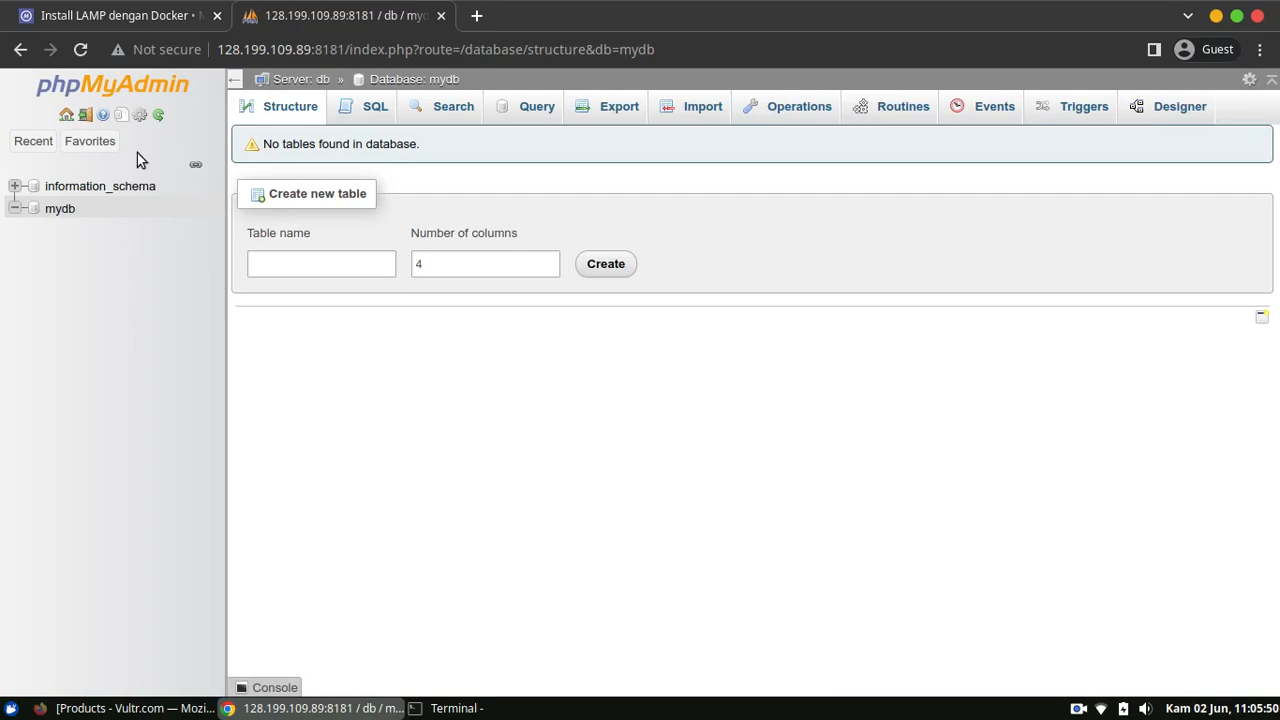 Install LAMP dengan Docker •
128.199.109.89:8181 / db / myd
Not secure
128.199.109.89:8181/index.php?route=/database/structure&db=mydb
Guest
phpMyAdmin
Recent
Favorites
information_schema
mydb
Server: db » Database: mydb
Structure
SQL
Search
Query
Export
Import
Operations
Routines
Events
Triggers
Designer
No tables found in database.
Create new table
Table name
Number of columns
4
Create
Console
[Products - Vultr.com — Mozi...
128.199.109.89:8181 / db / m...
Terminal -
Kam 02 Jun, 11:05:50